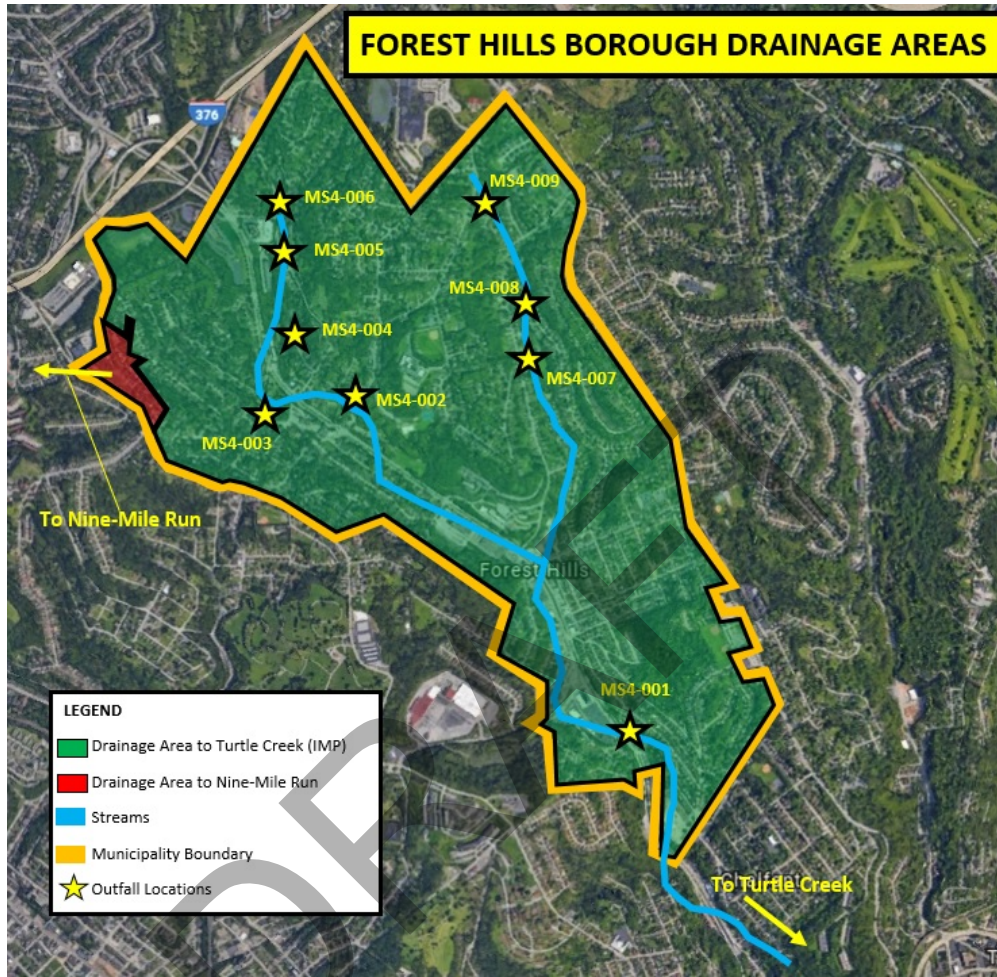 FOREST HILLS BOROUGH DRAINAGE AREAS
376
MS4-006
MS4-009
MS4-005
MS4-008
MS4-004
MS4-007
MS4-002
MS4-003
To Nine-Mile Run
Forest Hills
MS4-001
LEGEND
Drainage Area to Turtle Creek (IMP)
Drainage Area to Nine-Mile Run
Streams
Municipality Boundary
Outfall Locations
To Turtle Creek
DRAFT